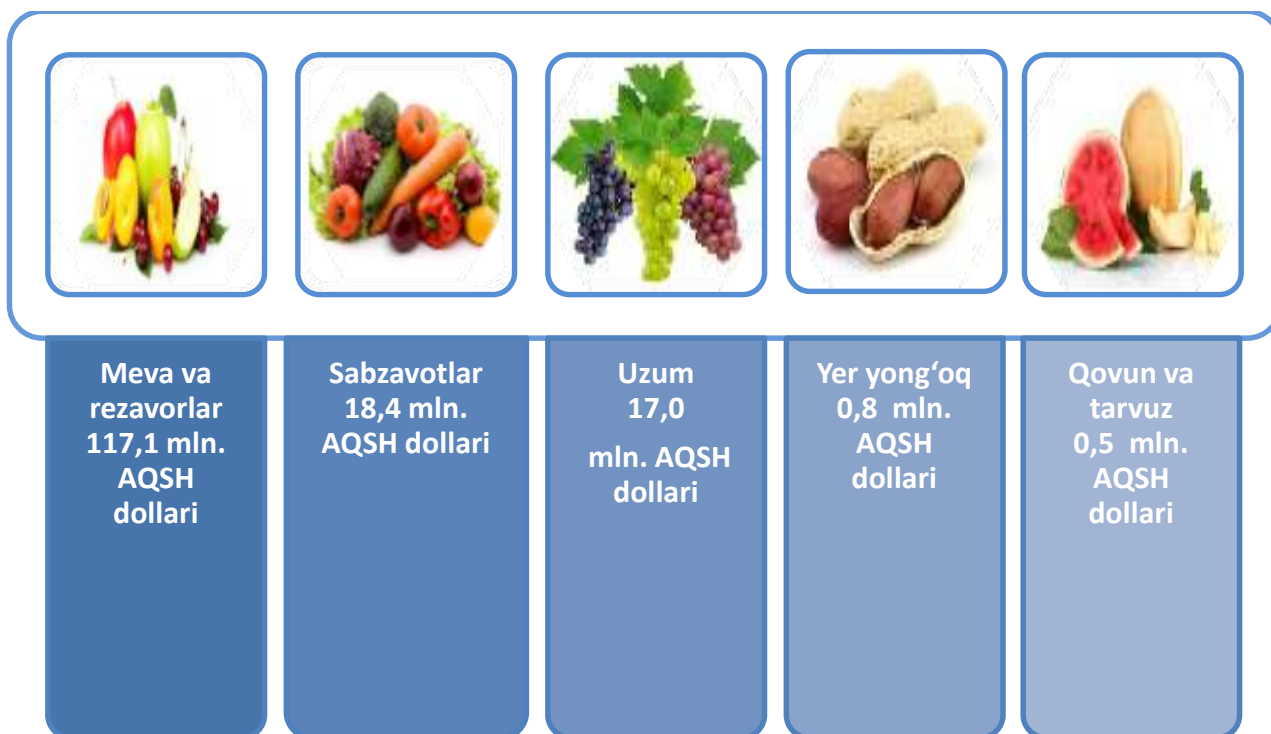 Meva va
rezavorlar
117,1 mln.
AQSH
dollari
Sabzavotlar
18,4 mln.
AQSH dollari
Uzum
17,0
mln. AQSH
dollari
Yer yong‘oq
0,8 mln.
AQSH
dollari
Qovun va
tarvuz
0,5 mln.
AQSH
dollari